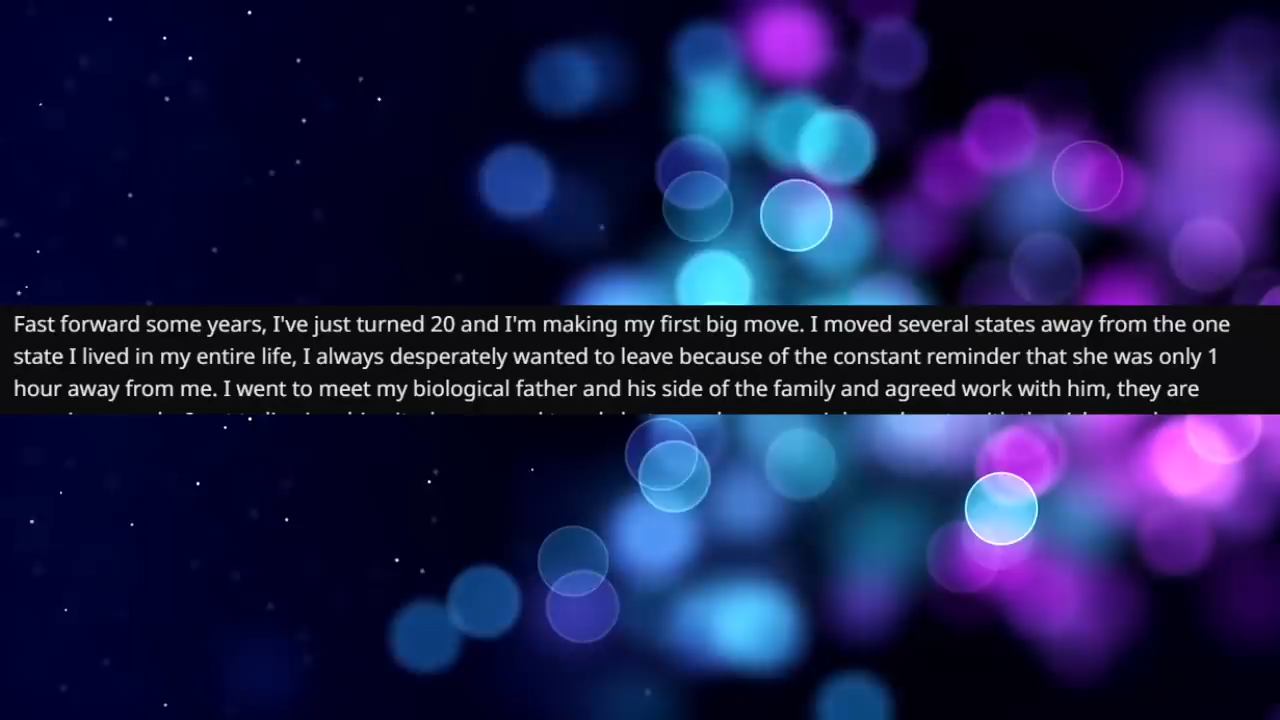 Fast forward some years, I've just turned 20 and I'm making my first big move. I moved several states away from the one
state I lived in my entire life, I always desperately wanted to leave because of the constant reminder that she was only 1
hour away from me. I went to meet my biological father and his side of the family and agreed work with him, they are